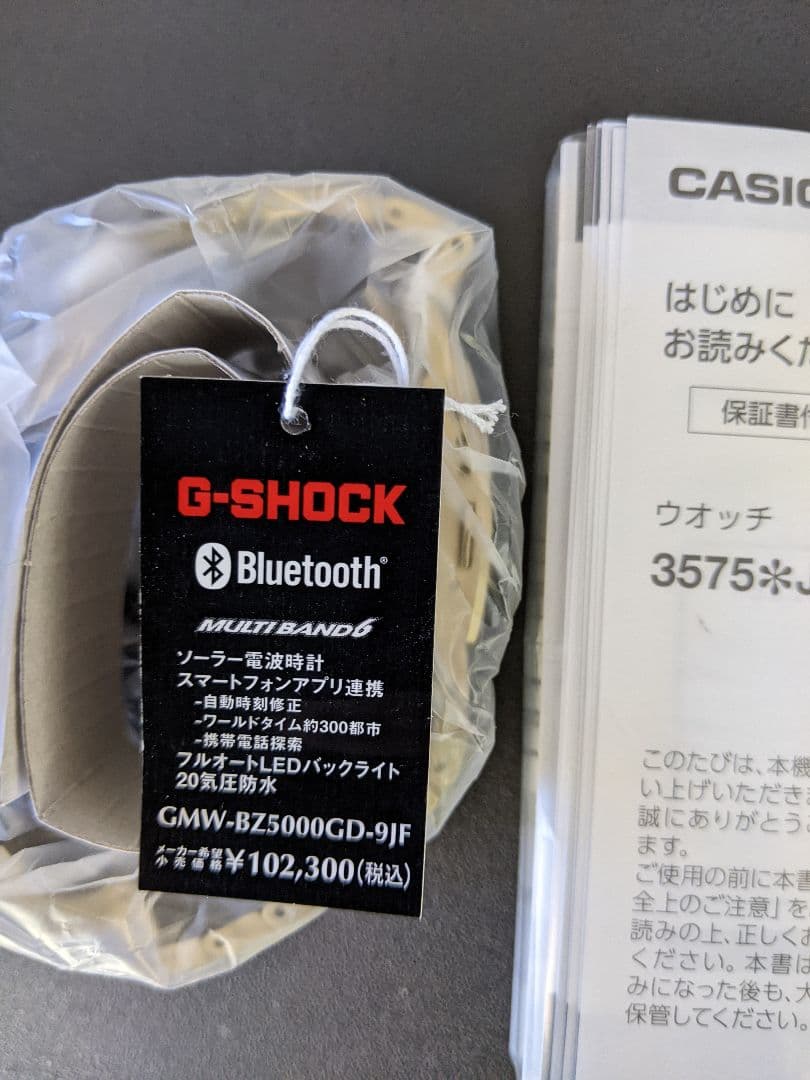 G-SHOCK
Bluetooth®
MULTI BAND 6
ソーラー電波時計
スマートフォンアプリ連携
-自動時刻修正
-ワールドタイム約300都市
-携帯電話探索
フルオートLEDバックライト
20気圧防水
GMW-BZ5000GD-9JF
メーカー希望
小売価格 ¥102,300(税込)
CASIO
はじめに
お読みくだ
保証書付
ウオッチ
3575*J
このたびは、本機
い上げいただきま
誠にありがとうご
ます。
ご使用の前に本書
全上のご注意」を
読みの上、正しくお
ください。本書は
みになった後も、大
保管してください。